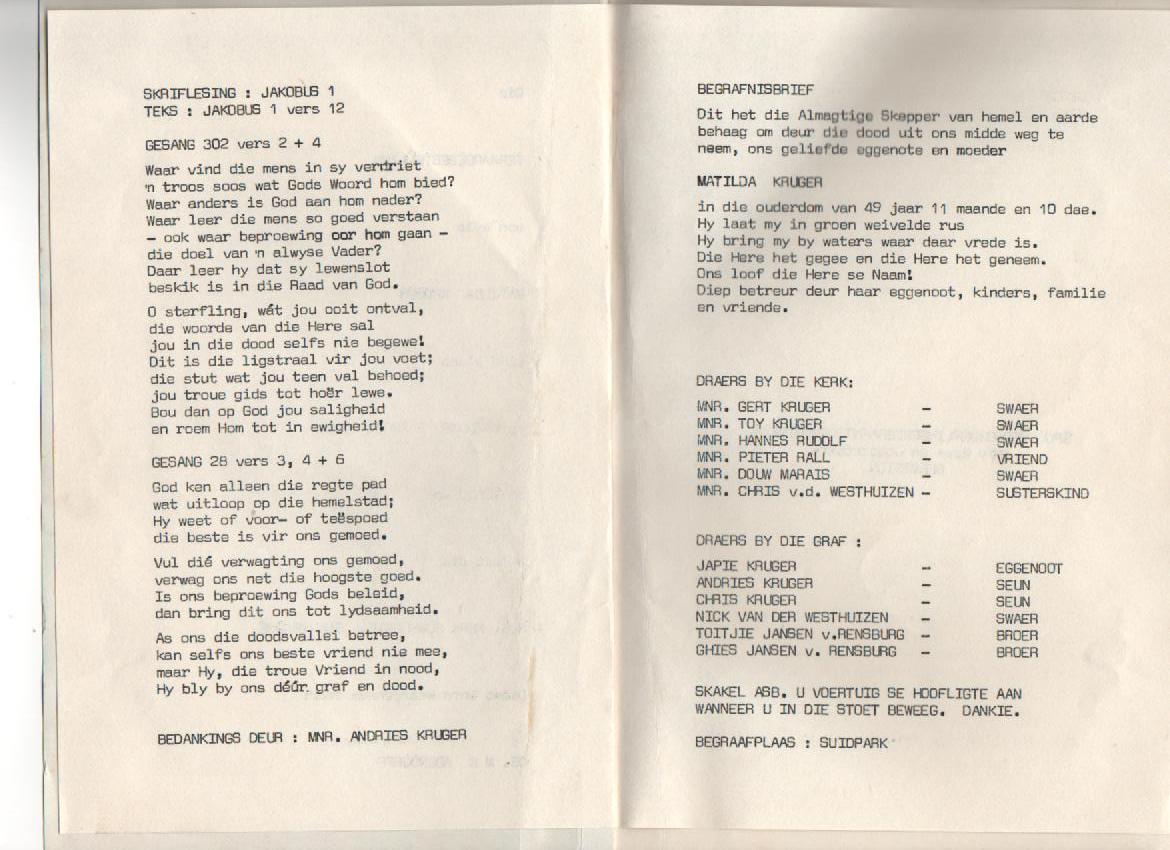 SKRIFLESING : JAKOBUS 1
TEKS : JAKOBUS 1 vers 12
GESANG 302 vers 2 + 4
Waar vind die mens in sy verdriet
'n troos soos wat Gods Woord hom bied?
Waar anders is God aan hom nader?
Waar leer die mens so goed verstaan
- ook waar beproewing oor hom gaan -
die doel van 'n alwyse Vader?
Daar leer hy dat sy lewenslot
beskik is in die Raad van God.
O sterfling, wát jou ooit ontval,
die woorde van die Here sal
jou in die dood selfs nie begewe!
Dit is die ligstraal vir jou voet;
die stut wat jou teen val behoed;
jou troue gids tot hoër lewe.
Bou dan op God jou saligheid
en roem Hom tot in ewigheid!
GESANG 28 vers 3, 4 + 6
God ken alleen die regte pad
wat uitloop op die hemelstad;
Hy weet of voor- of teëspoed
die beste is vir ons gemoed.
Vul dié verwagting ons gemoed,
verwag ons net die hoogste goed.
Is ons beproewing Gods beleid,
dan bring dit ons tot lydsaamheid.
As ons die doodsvallei betree,
kan selfs ons beste vriend nie mee,
maar Hy, die troue Vriend in nood,
Hy bly by ons déúr graf en dood.
BEDANKINGS DEUR : MNR. ANDRIES KRUGER
BEGRAFNISBRIEF
Dit het die Almagtige Skepper van hemel en aarde
behaag om deur die dood uit ons midde weg te
neem, ons geliefde eggenote en moeder
MATILDA KRUGER
in die ouderdom van 49 jaar 11 maande en 10 dae.
Hy laat my in groen weivelde rus
Hy bring my by waters waar daar vrede is.
Die Here het gegee en die Here het geneem.
Ons loof die Here se Naam!
Diep betreur deur haar eggenoot, kinders, familie
en vriende.
DRAERS BY DIE KERK:
MNR. GERT KRUGER - SWAER
MNR. TOY KRUGER - SWAER
MNR. HANNES RUDOLF - SWAER
MNR. PIETER RALL - VRIEND
MNR. DOUW MARAIS - SWAER
MNR. CHRIS v.d. WESTHUIZEN - SUSTERSKIND
DRAERS BY DIE GRAF :
JAPIE KRUGER - EGGENOOT
ANDRIES KRUGER - SEUN
CHRIS KRUGER - SEUN
NICK VAN DER WESTHUIZEN - SWAER
TOITJIE JANSEN v.RENSBURG - BROER
GHIES JANSEN v. RENSBURG - BROER
SKAKEL ASB. U VOERTUIG SE HOOFLIGTE AAN
WANNEER U IN DIE STOET BEWEEG. DANKIE.
BEGRAAFPLAAS : SUIDPARK